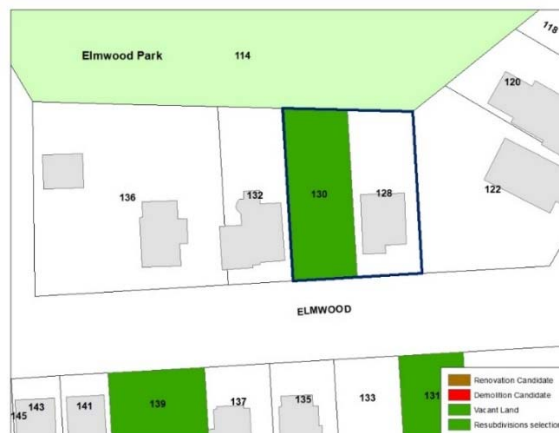 118
Elmwood Park 114
120
136 132 130 128 122
ELMWOOD
145 143 141 139 137 135 133 131
Renovation Candidate
Demolition Candidate
Vacant Land
Resubdivisions selectio